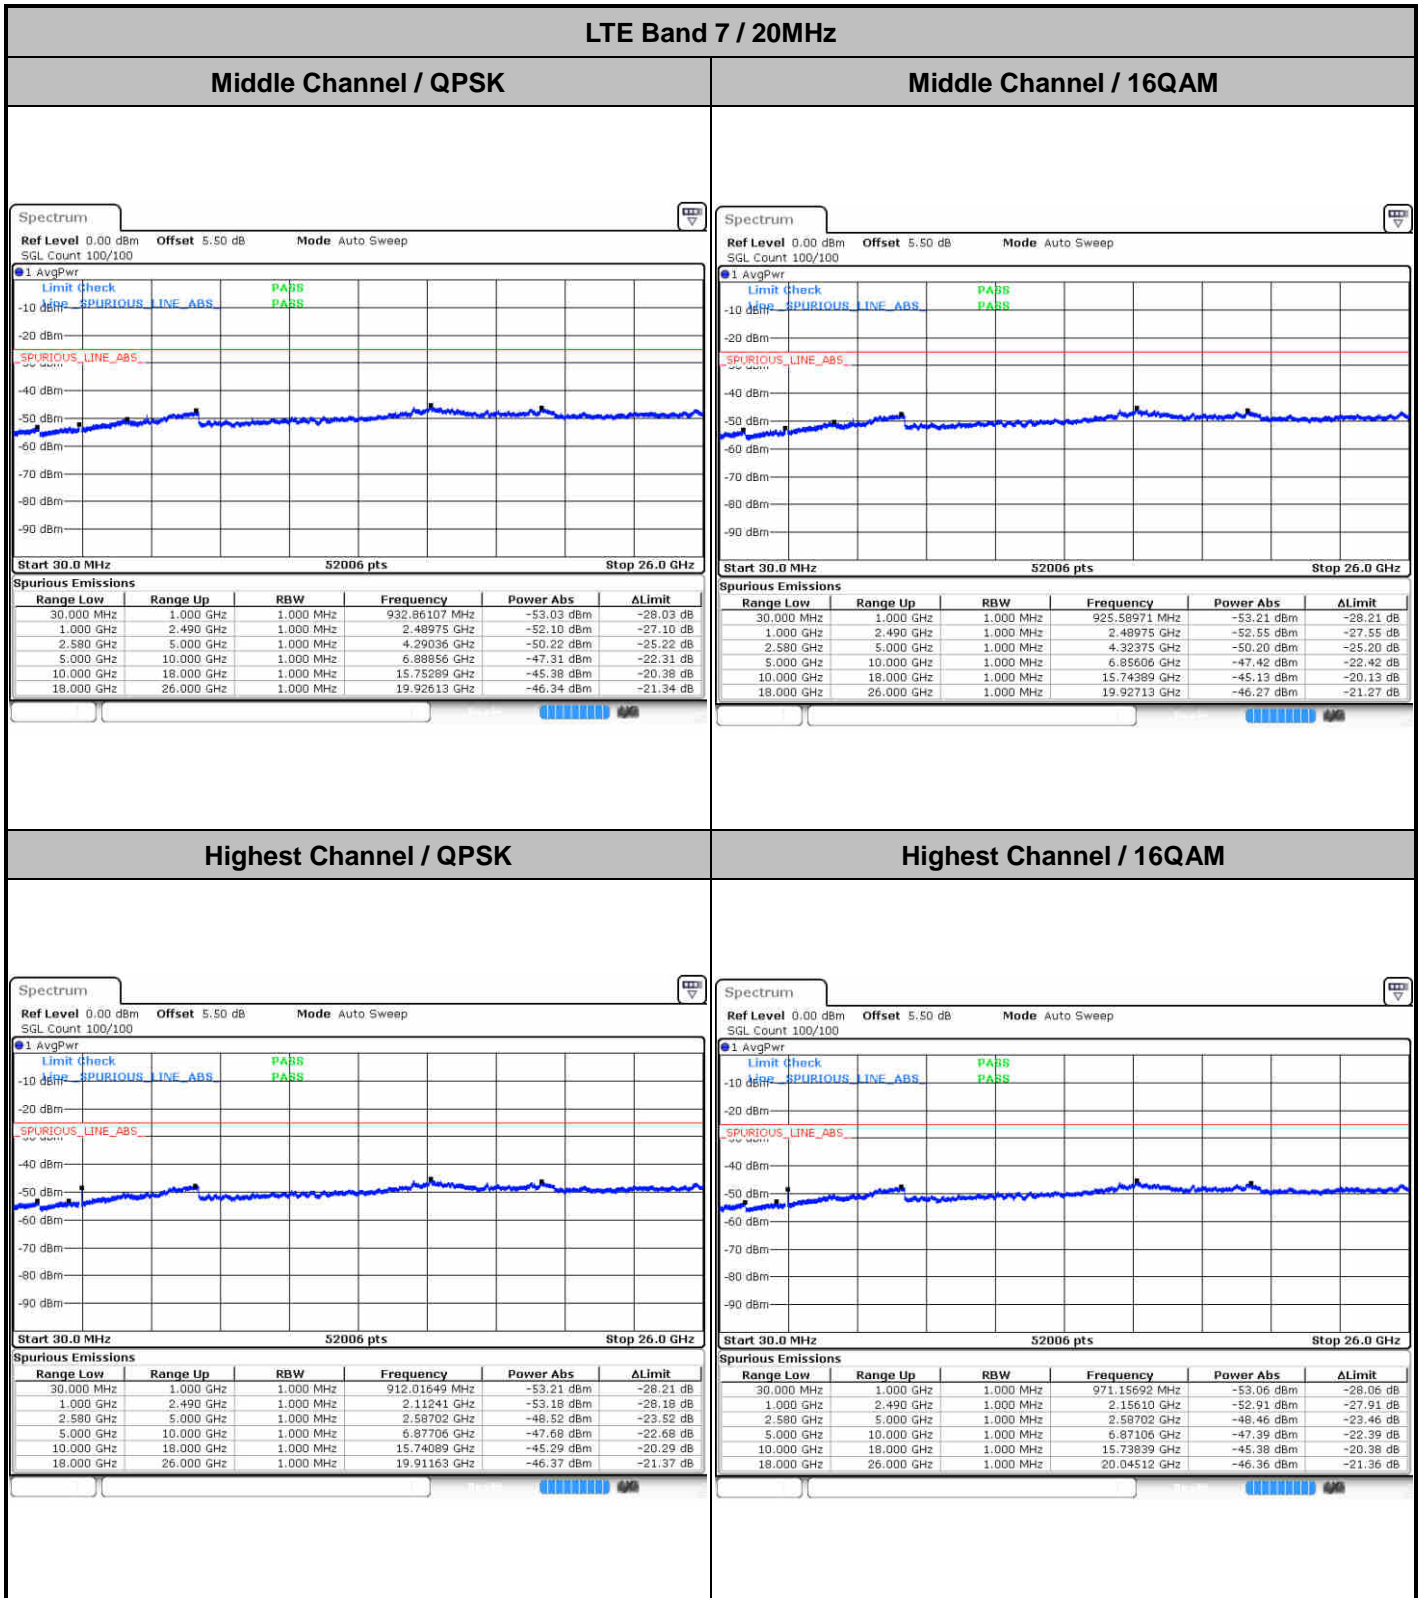 LTE Band 7 / 20MHz
Middle Channel / QPSK
Middle Channel / 16QAM
Spectrum
Ref Level 0.00 dBm Offset 5.50 dB Mode Auto Sweep
SGL Count 100/100
1 AvgPwr
Limit Check PASS
Line _SPURIOUS_LINE_ABS_ PASS
-10 dBm
-20 dBm
_SPURIOUS_LINE_ABS_
-30 dBm
-40 dBm
-50 dBm
-60 dBm
-70 dBm
-80 dBm
-90 dBm
Start 30.0 MHz 52006 pts Stop 26.0 GHz
Spurious Emissions
Range Low Range Up RBW Frequency Power Abs ΔLimit
30.000 MHz 1.000 GHz 1.000 MHz 932.86107 MHz -53.03 dBm -28.03 dB
1.000 GHz 2.490 GHz 1.000 MHz 2.48975 GHz -52.10 dBm -27.10 dB
2.580 GHz 5.000 GHz 1.000 MHz 4.29036 GHz -50.22 dBm -25.22 dB
5.000 GHz 10.000 GHz 1.000 MHz 6.88856 GHz -47.31 dBm -22.31 dB
10.000 GHz 18.000 GHz 1.000 MHz 15.75289 GHz -45.38 dBm -20.38 dB
18.000 GHz 26.000 GHz 1.000 MHz 19.92613 GHz -46.34 dBm -21.34 dB
Spectrum
Ref Level 0.00 dBm Offset 5.50 dB Mode Auto Sweep
SGL Count 100/100
1 AvgPwr
Limit Check PASS
Line _SPURIOUS_LINE_ABS_ PASS
-10 dBm
-20 dBm
_SPURIOUS_LINE_ABS_
-30 dBm
-40 dBm
-50 dBm
-60 dBm
-70 dBm
-80 dBm
-90 dBm
Start 30.0 MHz 52006 pts Stop 26.0 GHz
Spurious Emissions
Range Low Range Up RBW Frequency Power Abs ΔLimit
30.000 MHz 1.000 GHz 1.000 MHz 925.58971 MHz -53.21 dBm -28.21 dB
1.000 GHz 2.490 GHz 1.000 MHz 2.48975 GHz -52.55 dBm -27.55 dB
2.580 GHz 5.000 GHz 1.000 MHz 4.32375 GHz -50.20 dBm -25.20 dB
5.000 GHz 10.000 GHz 1.000 MHz 6.85606 GHz -47.42 dBm -22.42 dB
10.000 GHz 18.000 GHz 1.000 MHz 15.74389 GHz -45.13 dBm -20.13 dB
18.000 GHz 26.000 GHz 1.000 MHz 19.92713 GHz -46.27 dBm -21.27 dB
Highest Channel / QPSK
Highest Channel / 16QAM
Spectrum
Ref Level 0.00 dBm Offset 5.50 dB Mode Auto Sweep
SGL Count 100/100
1 AvgPwr
Limit Check PASS
Line _SPURIOUS_LINE_ABS_ PASS
-10 dBm
-20 dBm
_SPURIOUS_LINE_ABS_
-30 dBm
-40 dBm
-50 dBm
-60 dBm
-70 dBm
-80 dBm
-90 dBm
Start 30.0 MHz 52006 pts Stop 26.0 GHz
Spurious Emissions
Range Low Range Up RBW Frequency Power Abs ΔLimit
30.000 MHz 1.000 GHz 1.000 MHz 912.01649 MHz -53.21 dBm -28.21 dB
1.000 GHz 2.490 GHz 1.000 MHz 2.11241 GHz -53.18 dBm -28.18 dB
2.580 GHz 5.000 GHz 1.000 MHz 2.58702 GHz -48.52 dBm -23.52 dB
5.000 GHz 10.000 GHz 1.000 MHz 6.87706 GHz -47.68 dBm -22.68 dB
10.000 GHz 18.000 GHz 1.000 MHz 15.74089 GHz -45.29 dBm -20.29 dB
18.000 GHz 26.000 GHz 1.000 MHz 19.91163 GHz -46.37 dBm -21.37 dB
Spectrum
Ref Level 0.00 dBm Offset 5.50 dB Mode Auto Sweep
SGL Count 100/100
1 AvgPwr
Limit Check PASS
Line _SPURIOUS_LINE_ABS_ PASS
-10 dBm
-20 dBm
_SPURIOUS_LINE_ABS_
-30 dBm
-40 dBm
-50 dBm
-60 dBm
-70 dBm
-80 dBm
-90 dBm
Start 30.0 MHz 52006 pts Stop 26.0 GHz
Spurious Emissions
Range Low Range Up RBW Frequency Power Abs ΔLimit
30.000 MHz 1.000 GHz 1.000 MHz 971.15692 MHz -53.06 dBm -28.06 dB
1.000 GHz 2.490 GHz 1.000 MHz 2.15610 GHz -52.91 dBm -27.91 dB
2.580 GHz 5.000 GHz 1.000 MHz 2.58702 GHz -48.46 dBm -23.46 dB
5.000 GHz 10.000 GHz 1.000 MHz 6.87106 GHz -47.39 dBm -22.39 dB
10.000 GHz 18.000 GHz 1.000 MHz 15.73839 GHz -45.38 dBm -20.38 dB
18.000 GHz 26.000 GHz 1.000 MHz 20.04512 GHz -46.36 dBm -21.36 dB